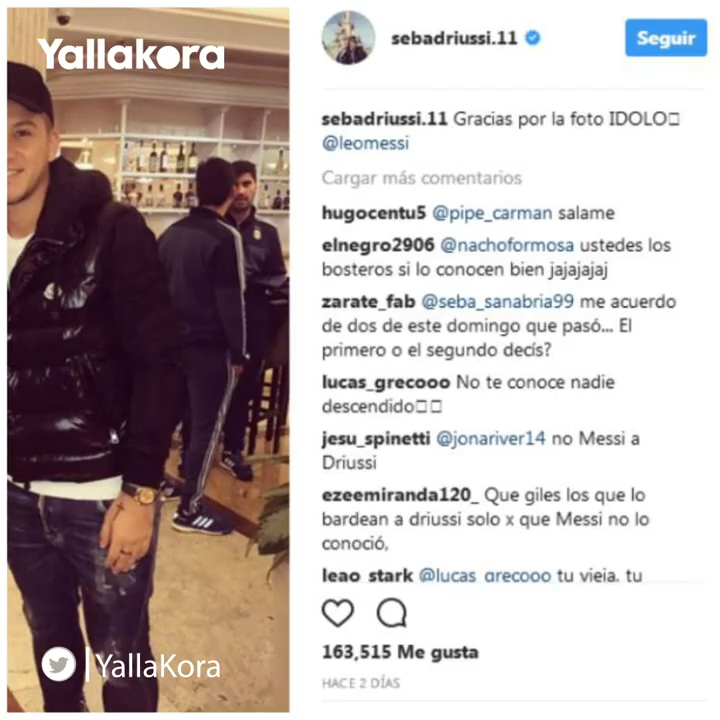 Yallakora
sebadriussi.11
Seguir
sebadriussi.11 Gracias por la foto IDOLO□
@leomessi
Cargar más comentarios
hugocentu5 @pipe_carman salame
elnegro2906 @nachoformosa ustedes los
bosteros si lo conocen bien jajajajaj
zarate_fab @seba_sanabria99 me acuerdo
de dos de este domingo que pasó... El
primero o el segundo decís?
lucas_grecooo No te conoce nadie
descendido□□
jesu_spinetti @jonariver14 no Messi a
Driussi
ezeemiranda120_ Que giles los que lo
bardean a driussi solo x que Messi no lo
conoció,
leao_stark @lucas_grecooo tu vieja, tu
163,515 Me gusta
HACE 2 DÍAS
|YallaKora